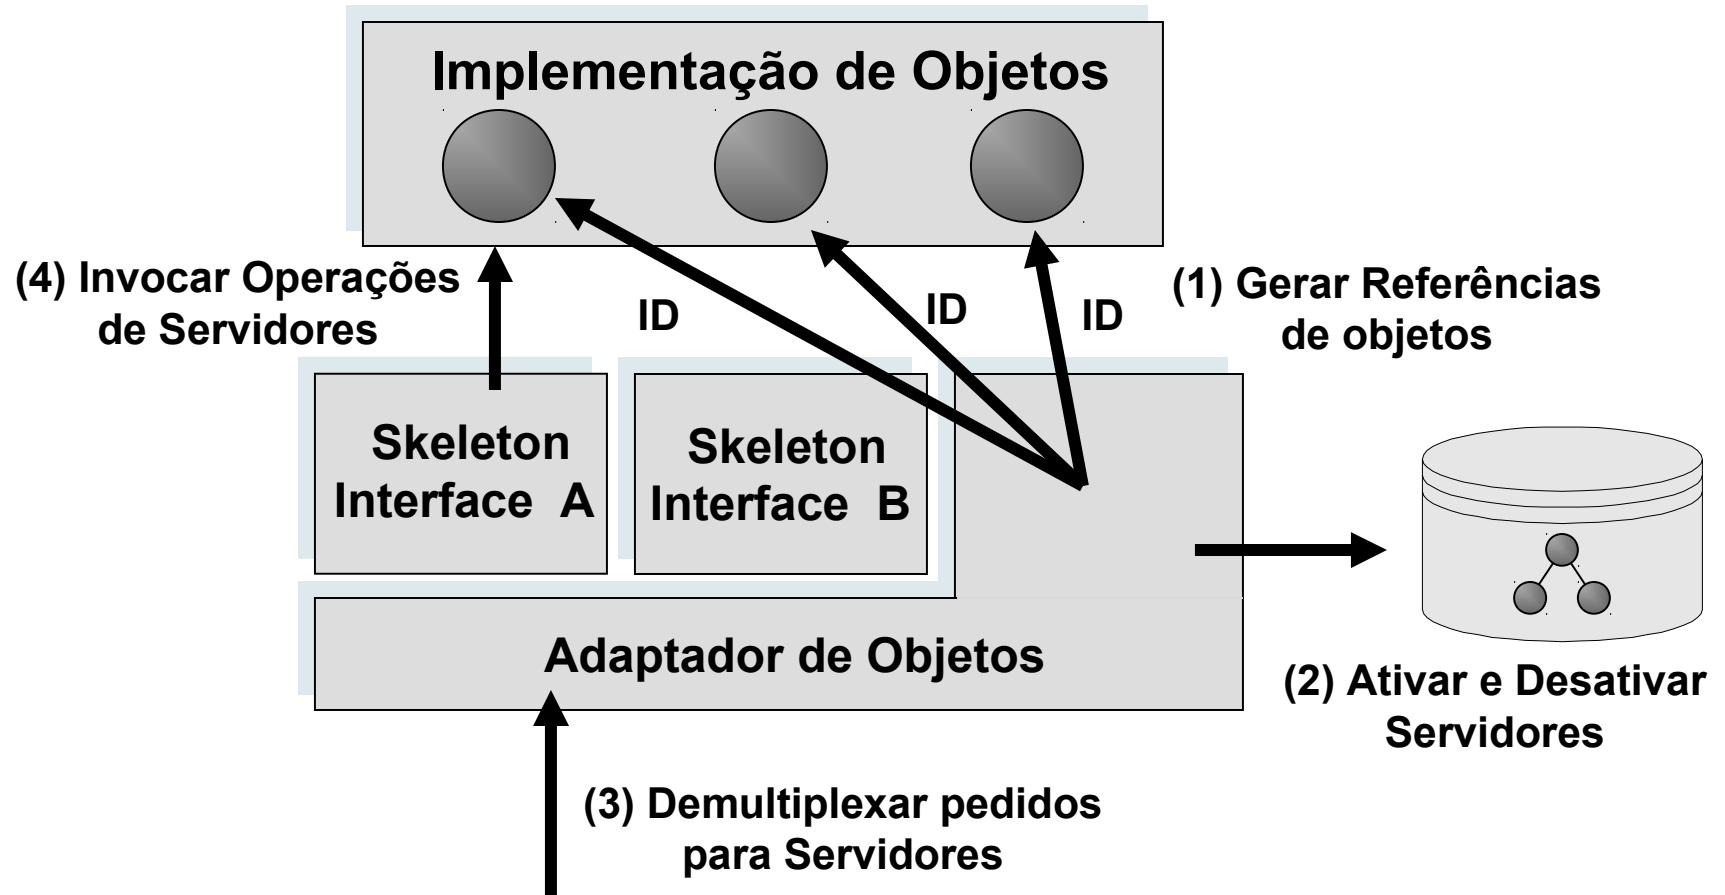 Implementação de Objetos
(4) Invocar Operações
de Servidores
ID
ID
ID
(1) Gerar Referências
de objetos
Skeleton
Interface A
Skeleton
Interface B
Adaptador de Objetos
(2) Ativar e Desativar
Servidores
(3) Demultiplexar pedidos
para Servidores